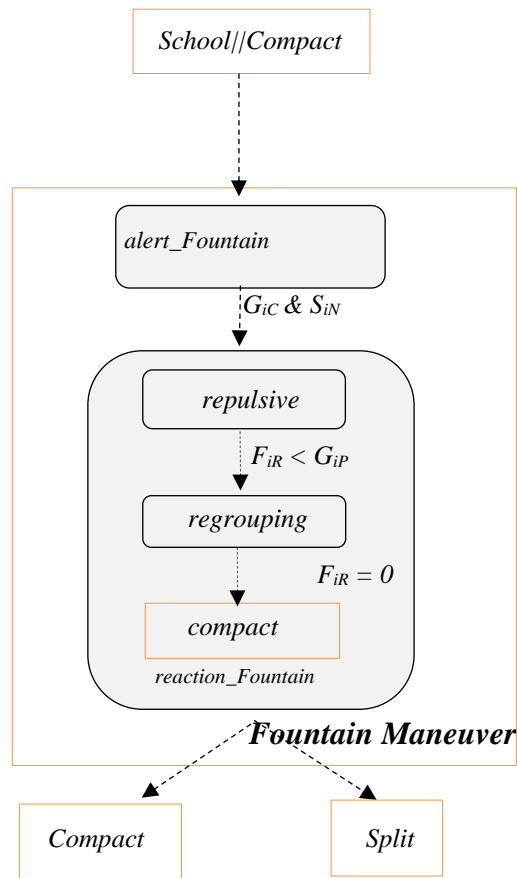 School//Compact
alert_Fountain
GiC & SiN
repulsive
FiR < GiP
regrouping
FiR = 0
compact
reaction_Fountain
Fountain Maneuver
Compact
Split